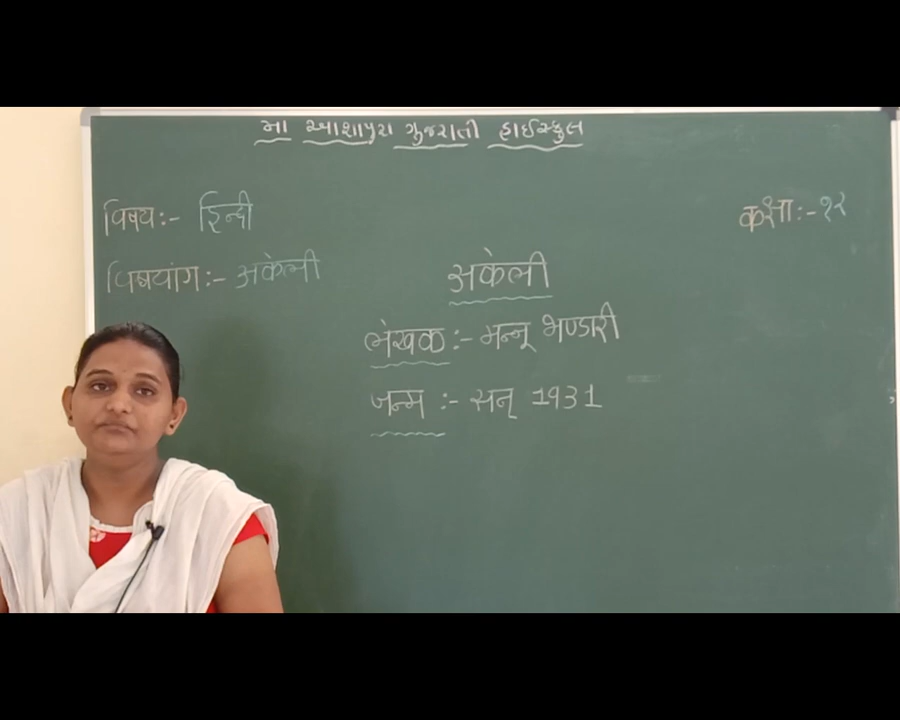 મા આશાપુરા ગુજરાતી હાઈસ્કુલ
विषय:- हिन्दी
कक्षा:- १२
विषयांग:- अकेली
अकेली
लेखक:- मन्नू भण्डारी
जन्म:- सन् 1931